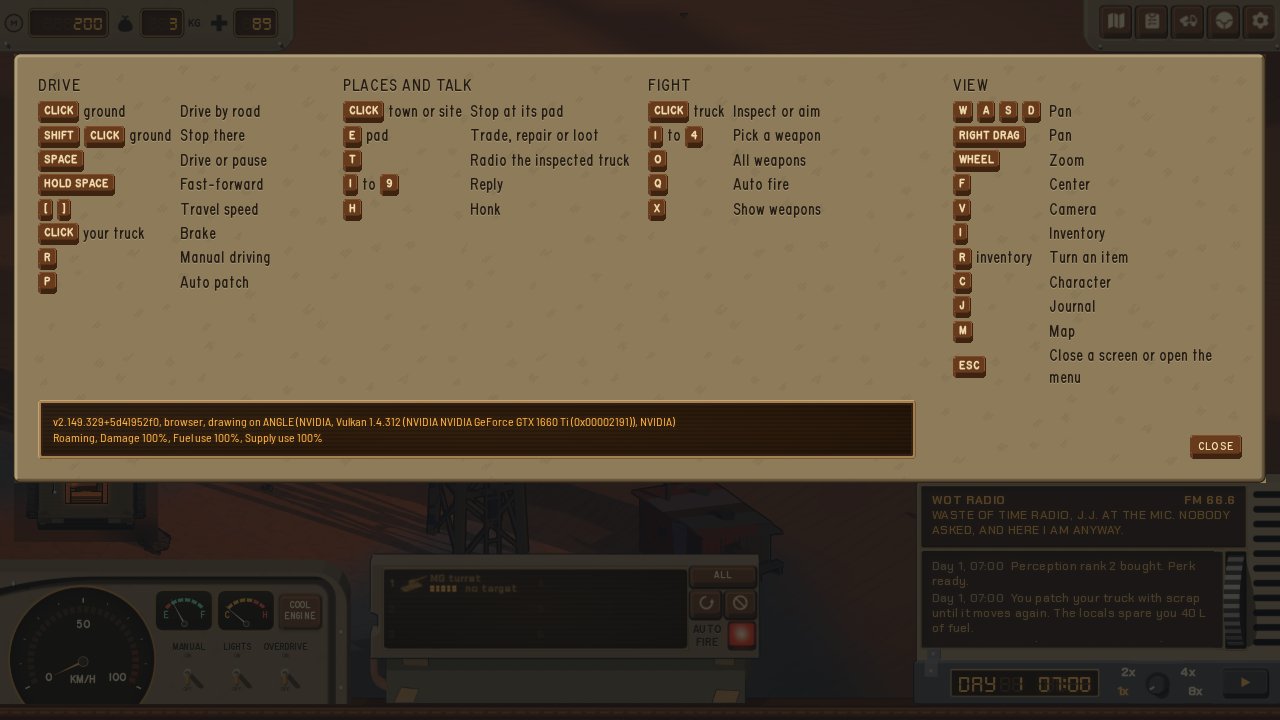 200 3 KG 89
DRIVE
CLICK ground Drive by road
SHIFT CLICK ground Stop there
SPACE Drive or pause
HOLD SPACE Fast-forward
[ ] Travel speed
CLICK your truck Brake
R Manual driving
P Auto patch
PLACES AND TALK
CLICK town or site Stop at its pad
E pad Trade, repair or loot
T Radio the inspected truck
1 to 9 Reply
H Honk
FIGHT
CLICK truck Inspect or aim
1 to 4 Pick a weapon
O All weapons
Q Auto fire
X Show weapons
VIEW
W A S D Pan
RIGHT DRAG Pan
WHEEL Zoom
F Center
V Camera
I Inventory
R inventory Turn an item
C Character
J Journal
M Map
ESC Close a screen or open the
menu
v2.149.329+5d41952f0, browser, drawing on ANGLE (NVIDIA, Vulkan 1.4.312 (NVIDIA NVIDIA GeForce GTX 1660 Ti (0x00002191)), NVIDIA)
Roaming, Damage 100%, Fuel use 100%, Supply use 100%
CLOSE
WOT RADIO FM 66.6
WASTE OF TIME RADIO, J.J. AT THE MIC. NOBODY
ASKED, AND HERE I AM ANYWAY.
Day 1, 07:00 Perception rank 2 bought. Perk
ready.
Day 1, 07:00 You patch your truck with scrap
until it moves again. The locals spare you 40 L
of fuel.
DAY 1 07:00
2x 4x
1x 8x
1 MG turret
no target
ALL
AUTO
FIRE
0 50 100
KM/H
E F
C H
COOL
ENGINE
MANUAL LIGHTS OVERDRIVE